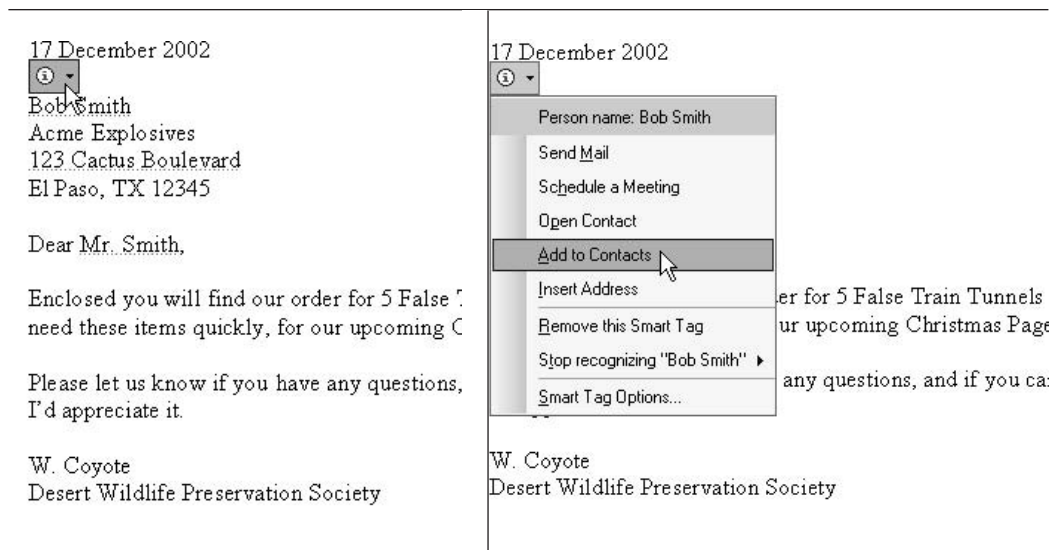 17 December 2002
Bob Smith
Acme Explosives
123 Cactus Boulevard
El Paso, TX 12345
Dear Mr. Smith,
Enclosed you will find our order for 5 False
need these items quickly, for our upcoming
Please let us know if you have any questions,
I'd appreciate it.
W. Coyote
Desert Wildlife Preservation Society
17 December 2002
Person name: Bob Smith
Send Mail
Schedule a Meeting
Open Contact
Add to Contacts
Insert Address
Remove this Smart Tag
Stop recognizing "Bob Smith"
Smart Tag Options...
er for 5 False Train Tunnels
ur upcoming Christmas Page
any questions, and if you
W. Coyote
Desert Wildlife Preservation Society